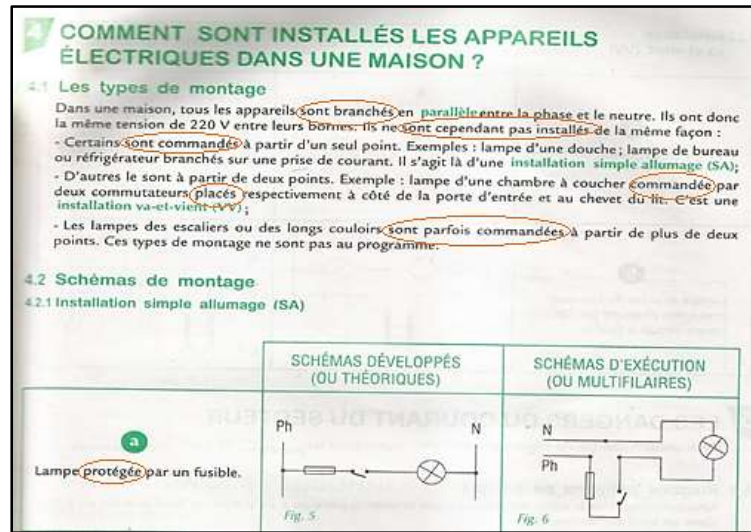 4 COMMENT SONT INSTALLÉS LES APPAREILS
ÉLECTRIQUES DANS UNE MAISON ?
4.1 Les types de montage
Dans une maison, tous les appareils sont branchés en parallèle entre la phase et le neutre. Ils ont donc
la même tension de 220 V entre leurs bornes. Ils ne sont cependant pas installés de la même façon :
- Certains sont commandés à partir d'un seul point. Exemples : lampe d'une douche ; lampe de bureau
ou réfrigérateur branchés sur une prise de courant. Il s'agit là d'une installation simple allumage (SA);
- D'autres le sont à partir de deux points. Exemple : lampe d'une chambre à coucher commandée par
deux commutateurs placés respectivement à côté de la porte d'entrée et au chevet du lit. C'est une
installation va-et-vient (VV) ;
- Les lampes des escaliers ou des longs couloirs sont parfois commandées à partir de plus de deux
points. Ces types de montage ne sont pas au programme.
4.2 Schémas de montage
4.2.1 Installation simple allumage (SA)
SCHÉMAS DÉVELOPPÉS
(OU THÉORIQUES)
SCHÉMAS D'EXÉCUTION
(OU MULTIFILAIRES)
a
Lampe protégée par un fusible.
Ph N
Fig. 5
N
Ph
Fig. 6